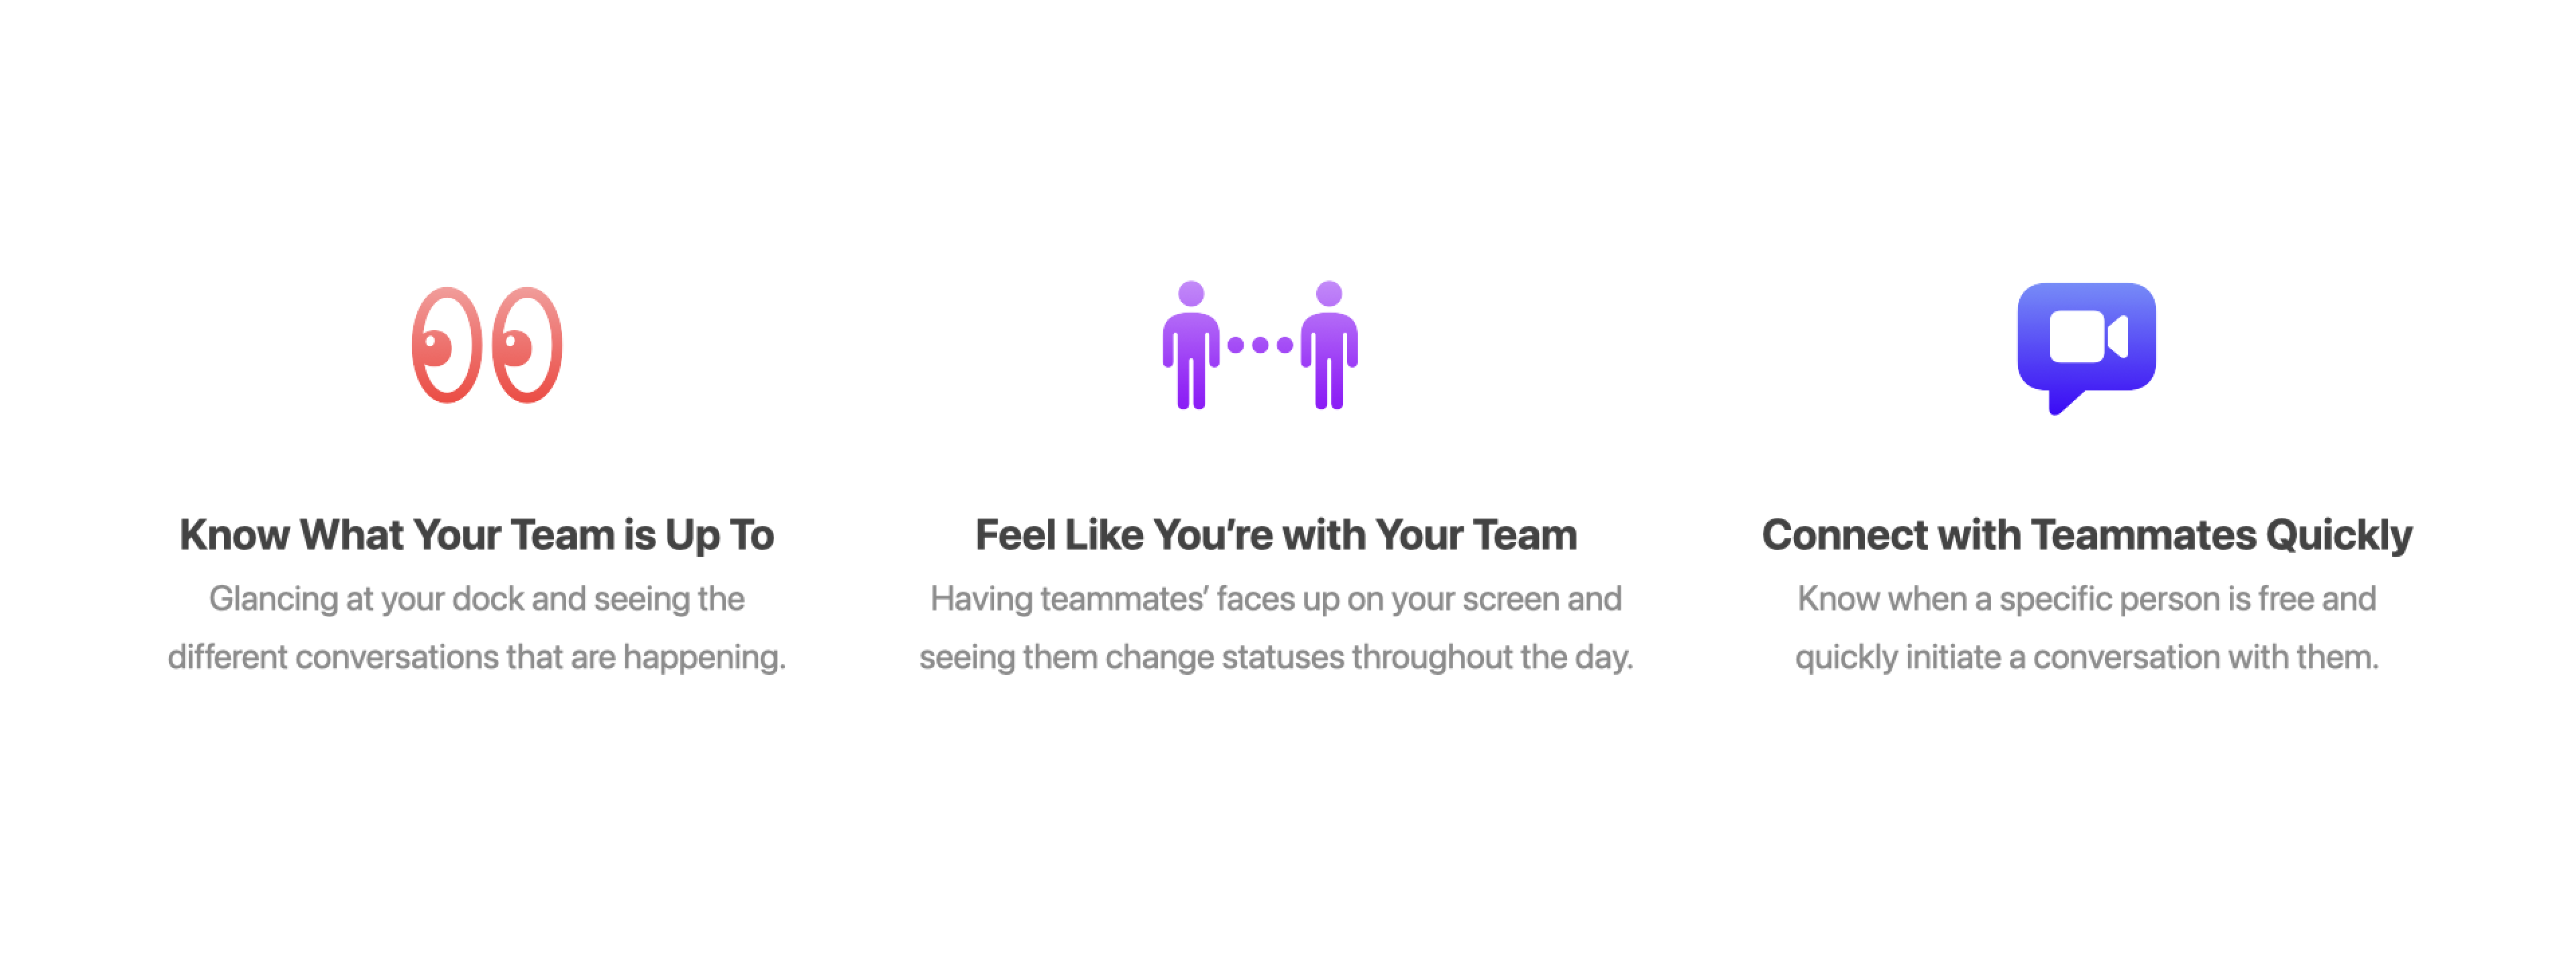 Know What Your Team is Up To
Glancing at your dock and seeing the
different conversations that are happening.
Feel Like You’re with Your Team
Having teammates’ faces up on your screen and
seeing them change statuses throughout the day.
Connect with Teammates Quickly
Know when a specific person is free and
quickly initiate a conversation with them.